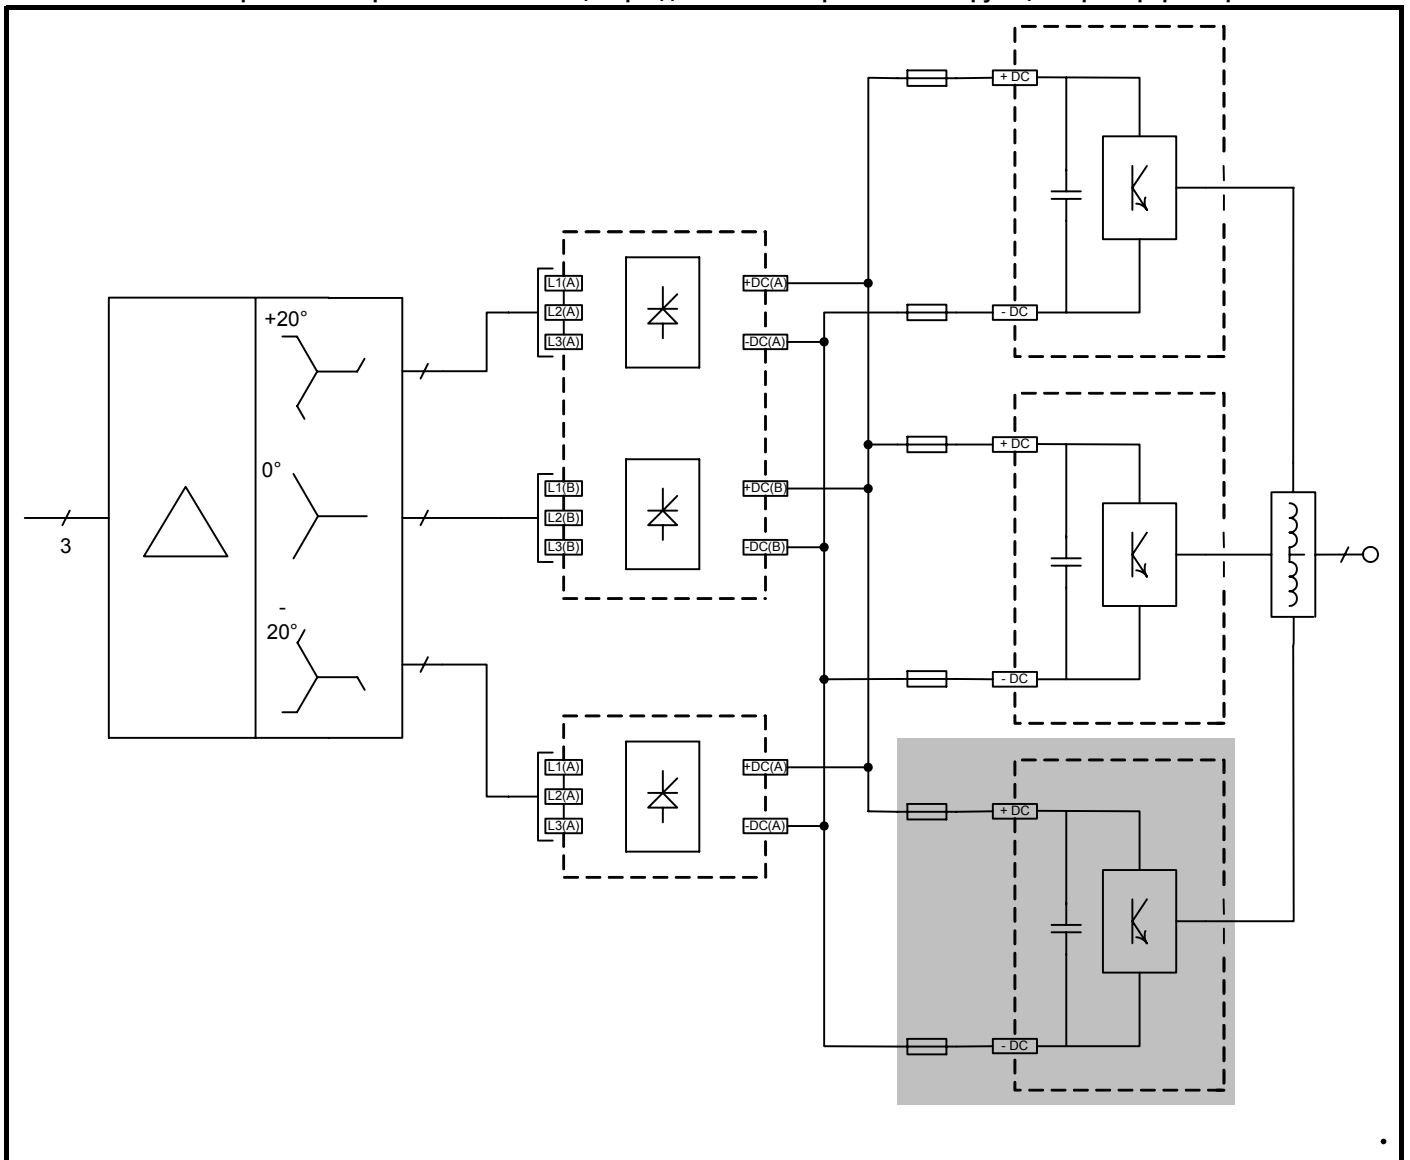 + DC
- DC
+20°
L1(A)
L2(A)
L3(A)
+DC(A)
-DC(A)
0°
L1(B)
L2(B)
L3(B)
+DC(B)
-DC(B)
+ DC
- DC
3
-
20°
L1(A)
L2(A)
L3(A)
+DC(A)
-DC(A)
+ DC
- DC